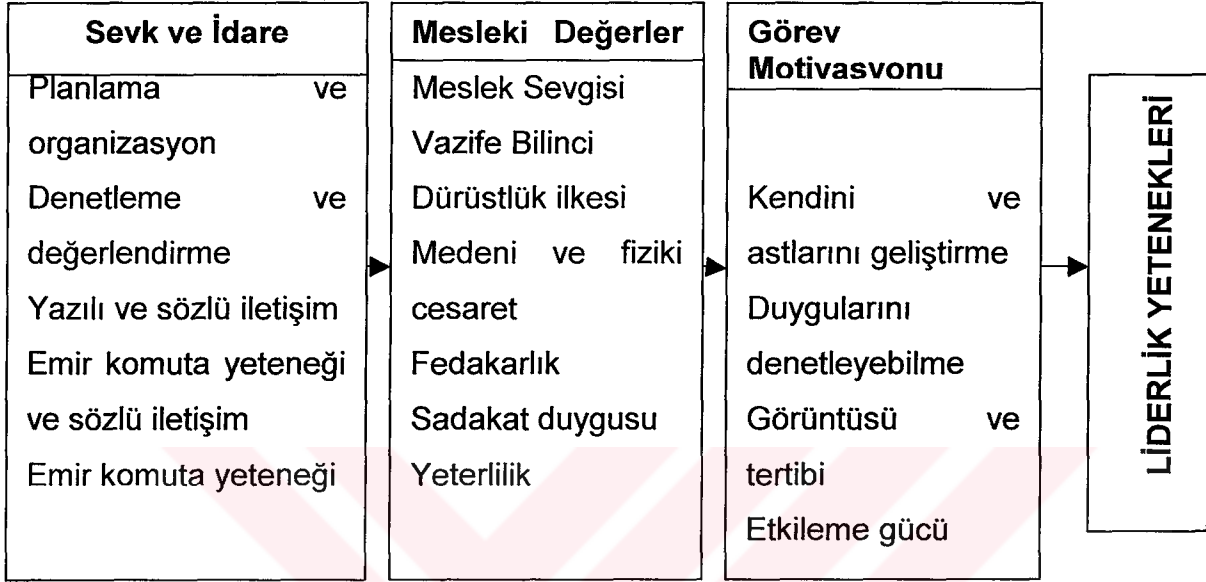 Sevk ve İdare
Planlama ve
organizasyon
Denetleme ve
değerlendirme
Yazılı ve sözlü iletişim
Emir komuta yeteneği
ve sözlü iletişim
Emir komuta yeteneği
Mesleki Değerler
Meslek Sevgisi
Vazife Bilinci
Dürüstlük ilkesi
Medeni ve fiziki
cesaret
Fedakarlık
Sadakat duygusu
Yeterlilik
Görev
Motivasvonu
Kendini ve
astlarını geliştirme
Duygularını
denetleyebilme
Görüntüsü ve
tertibi
Etkileme gücü
LİDERLİK YETENEKLERİ